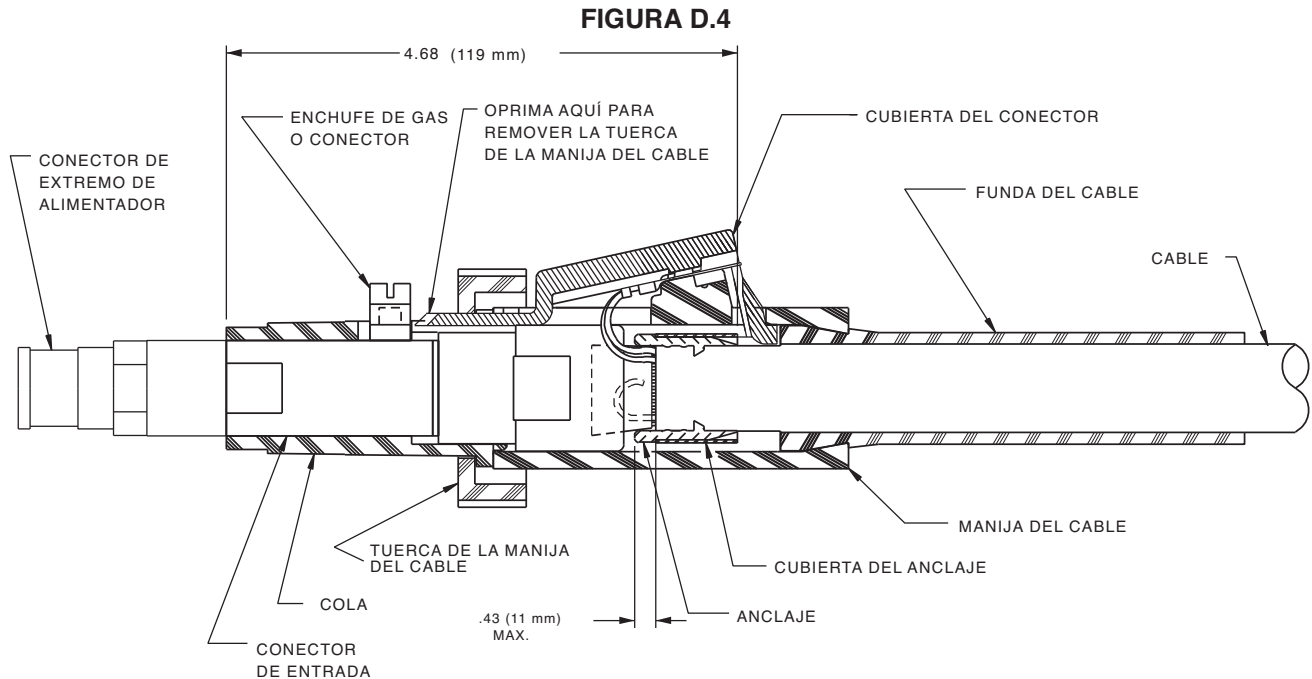 FIGURA D.4
4.68 (119 mm)
ENCHUFE DE GAS
O CONECTOR
OPRIMA AQUÍ PARA
REMOVER LA TUERCA
DE LA MANIJA DEL CABLE
CUBIERTA DEL CONECTOR
CONECTOR DE
EXTREMO DE
ALIMENTADOR
FUNDA DEL CABLE
CABLE
MANIJA DEL CABLE
TUERCA DE LA MANIJA
DEL CABLE
CUBIERTA DEL ANCLAJE
COLA
.43 (11 mm)
MAX.
ANCLAJE
CONECTOR
DE ENTRADA